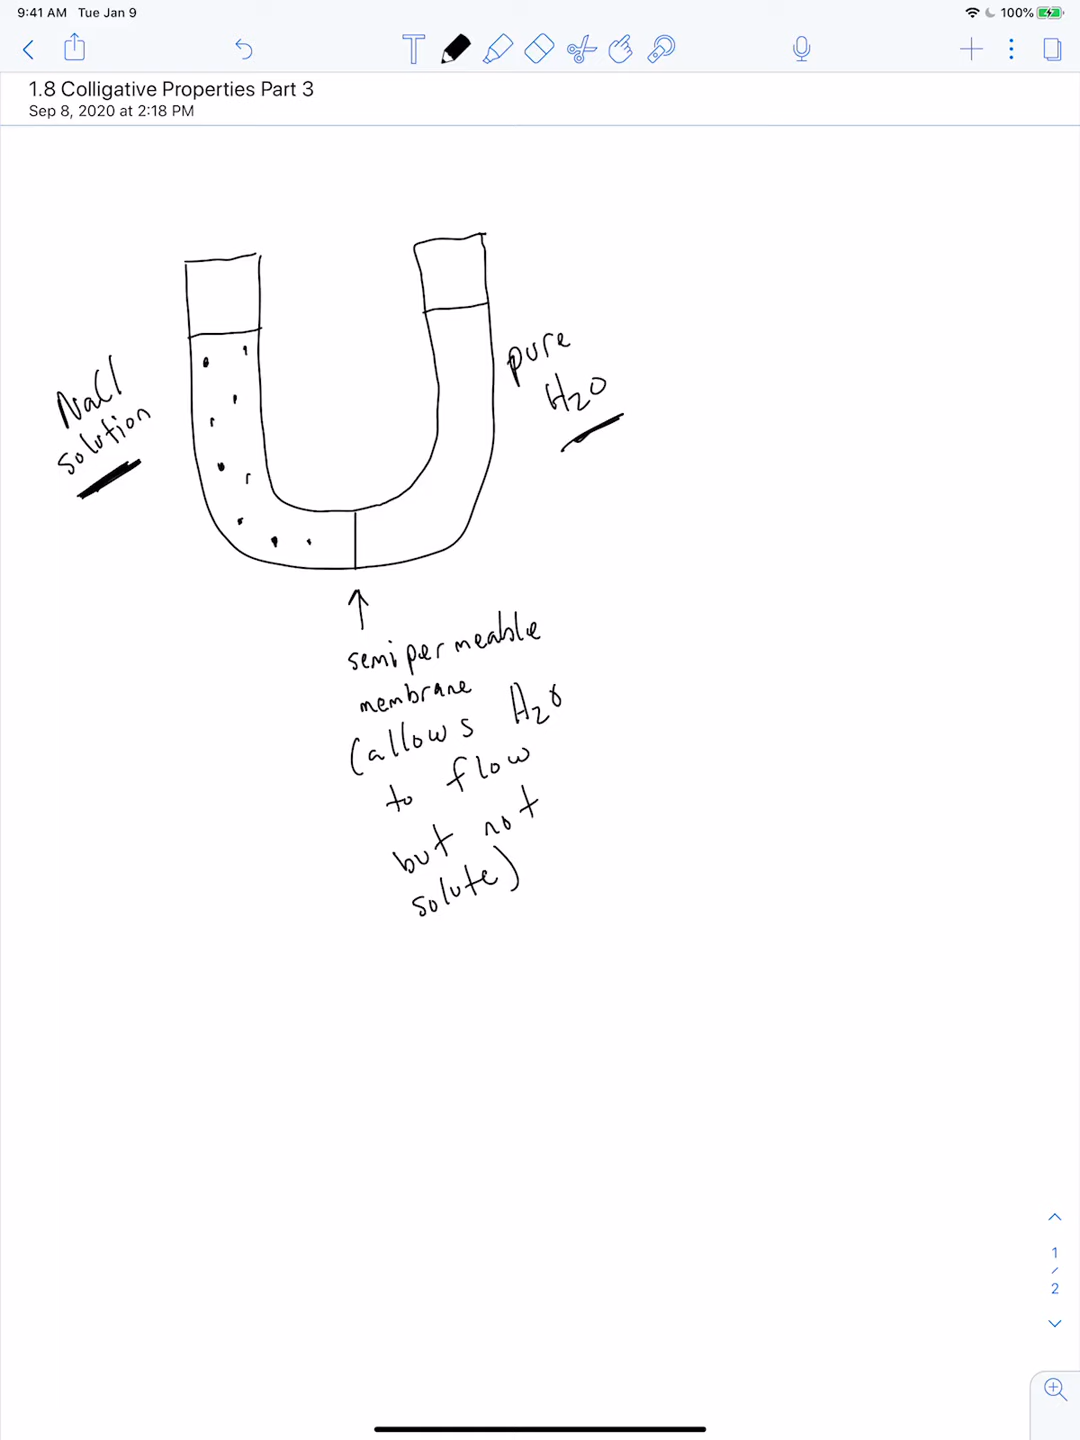 9:41 AM Tue Jan 9
100%
1.8 Colligative Properties Part 3
Sep 8, 2020 at 2:18 PM
NaCl
solution
pure
H2O
semipermeable
membrane
(allows H2O
to flow
but not
solute)
1
/
2